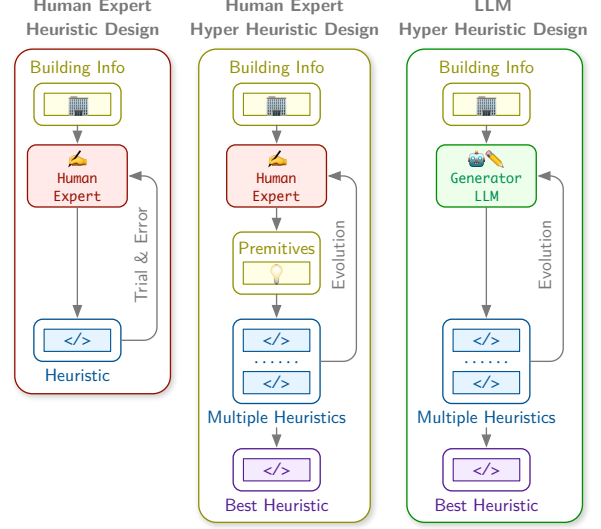 Human Expert
Heuristic Design
Building Info
Human
Expert
Trial & Error
</>
Heuristic
Human Expert
Hyper Heuristic Design
Building Info
Human
Expert
Premitives
Evolution
</>
......
</>
Multiple Heuristics
</>
Best Heuristic
LLM
Hyper Heuristic Design
Building Info
Generator
LLM
Evolution
</>
......
</>
Multiple Heuristics
</>
Best Heuristic